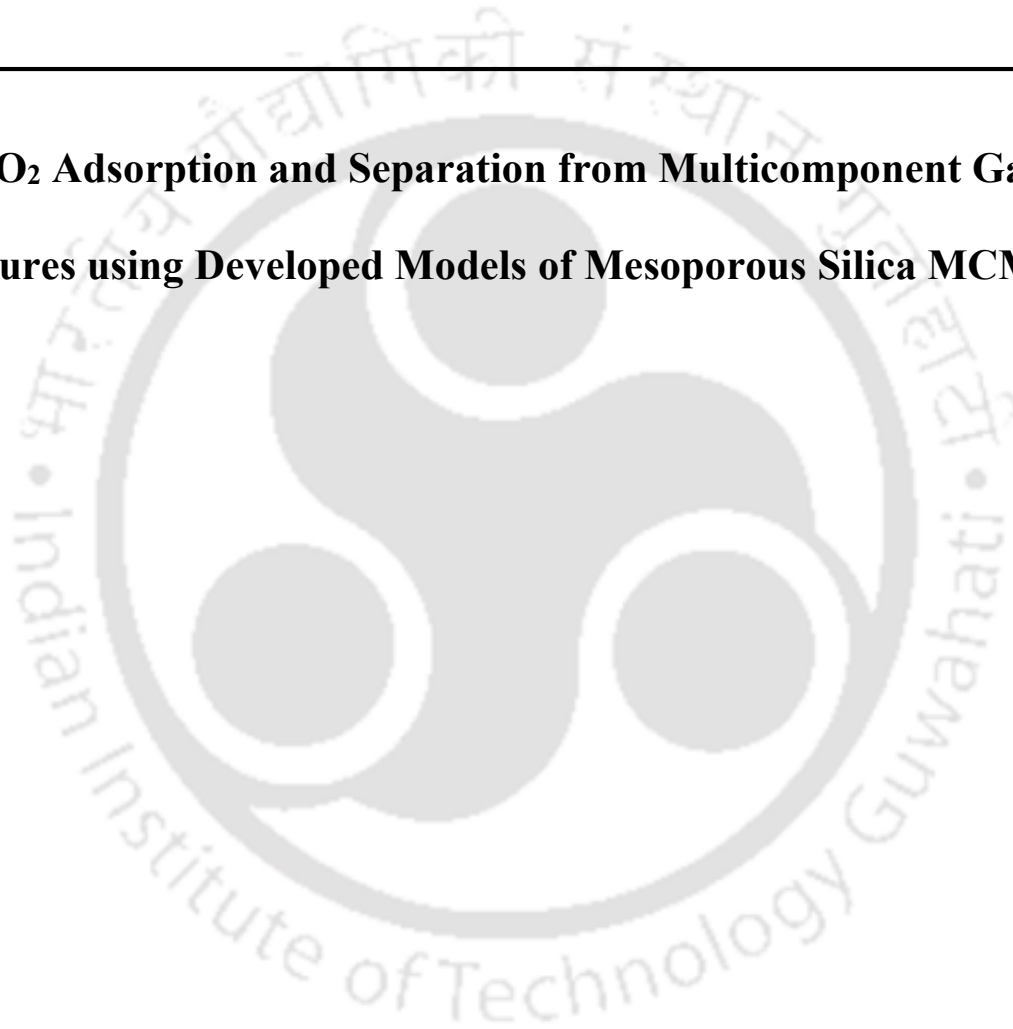 भारतीय प्रौद्योगिकी संस्थान गुवाहाटी
O₂ Adsorption and Separation from Multicomponent Ga
ures using Developed Models of Mesoporous Silica MCM
• Indian Institute of Technology Guwahati •